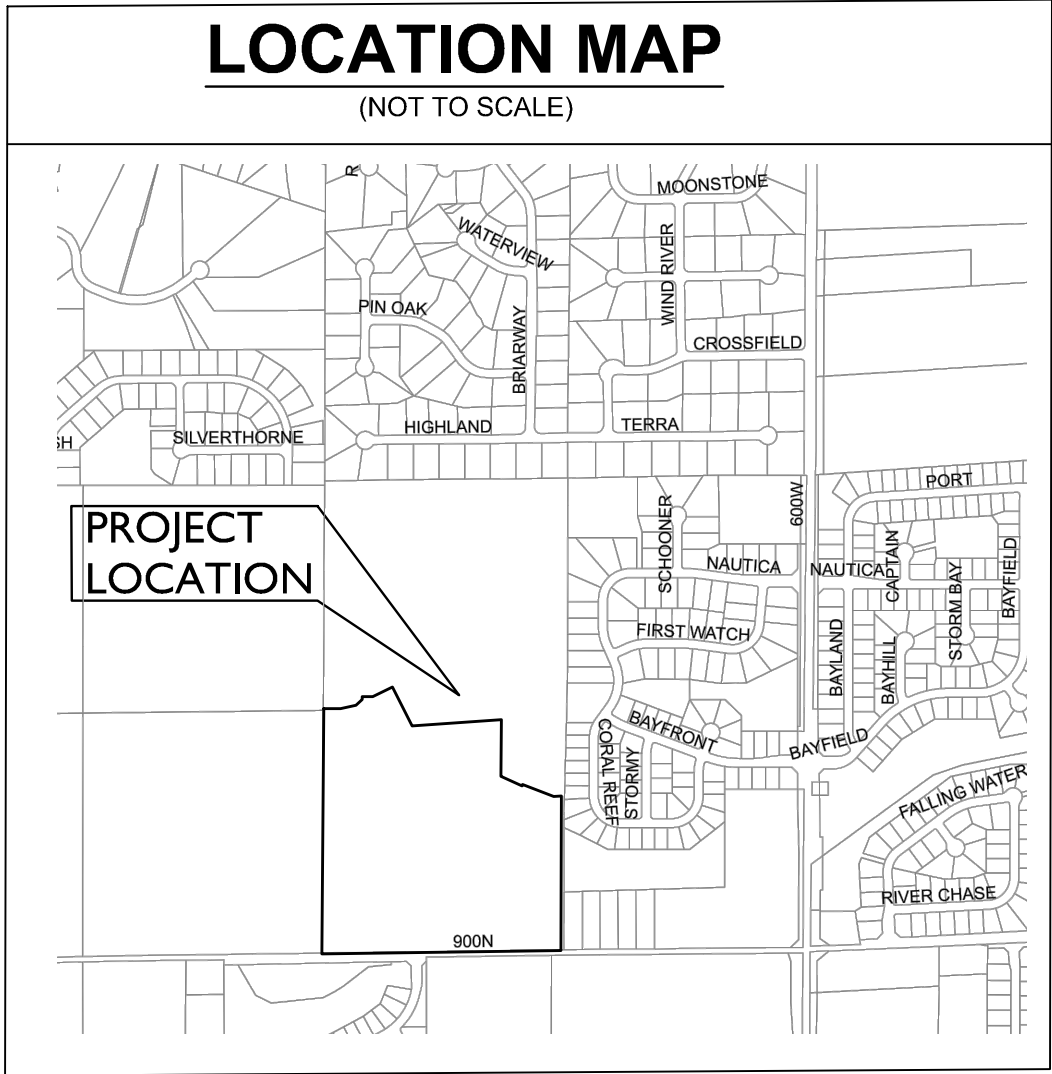 LOCATION MAP
(NOT TO SCALE)
R
MOONSTONE
WATERVIEW
WIND RIVER
PIN OAK
BRIARWAY
CROSSFIELD
HIGHLAND
TERRA
SH
SILVERTHORNE
PORT
600W
SCHOONER
PROJECT
LOCATION
NAUTICA
NAUTICA
CAPTAIN
STORM BAY
BAYFIELD
FIRST WATCH
BAYLAND
BAYHILL
BAYFRONT
BAYFIELD
CORAL REEF
STORMY
FALLING WATER
RIVER CHASE
900N